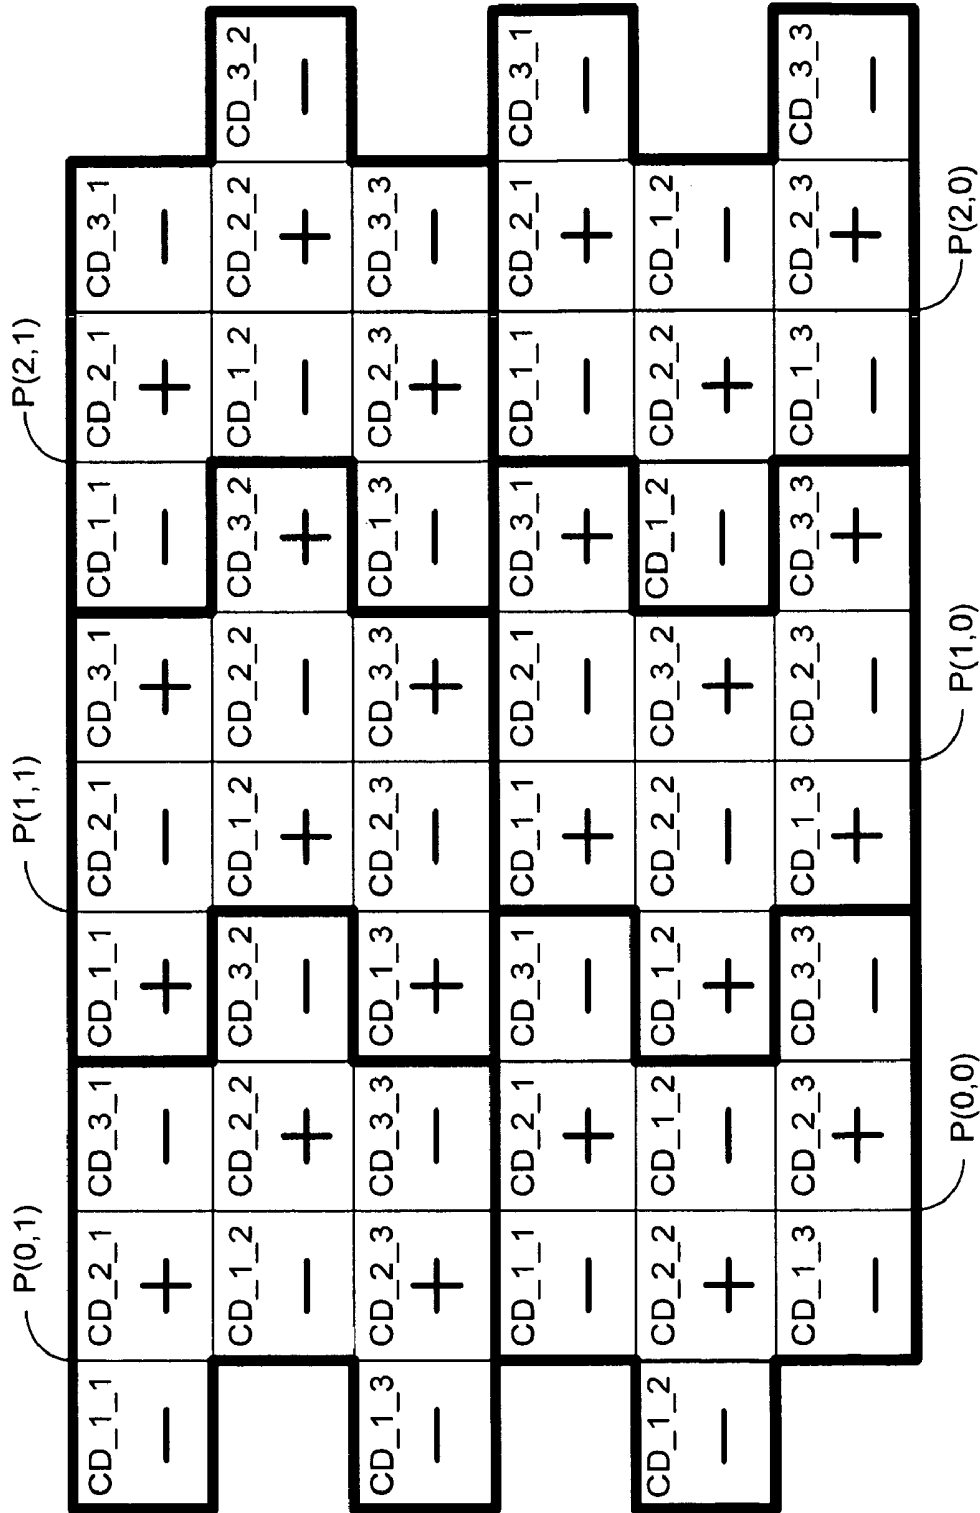 P(0,1) P(1,1) P(2,1)
CD_1_1 CD_2_1 CD_3_1 CD_1_1 CD_2_1 CD_3_1 CD_1_1 CD_2_1 CD_3_1
− + − + − + − + −
CD_1_2 CD_2_2 CD_3_2 CD_1_2 CD_2_2 CD_3_2 CD_1_2 CD_2_2 CD_3_2
− + − + − + − + −
CD_1_3 CD_2_3 CD_3_3 CD_1_3 CD_2_3 CD_3_3 CD_1_3 CD_2_3 CD_3_3
− + − + − + − + −
CD_1_1 CD_2_1 CD_3_1 CD_1_1 CD_2_1 CD_3_1 CD_1_1 CD_2_1 CD_3_1
− + − + − + − + −
CD_1_2 CD_2_2 CD_1_2 CD_1_2 CD_2_2 CD_3_2 CD_1_2 CD_2_2 CD_1_2
− + − + − + − + −
CD_1_3 CD_2_3 CD_3_3 CD_1_3 CD_2_3 CD_3_3 CD_1_3 CD_2_3 CD_3_3
− + − + − + − + −
P(0,0) P(1,0) P(2,0)